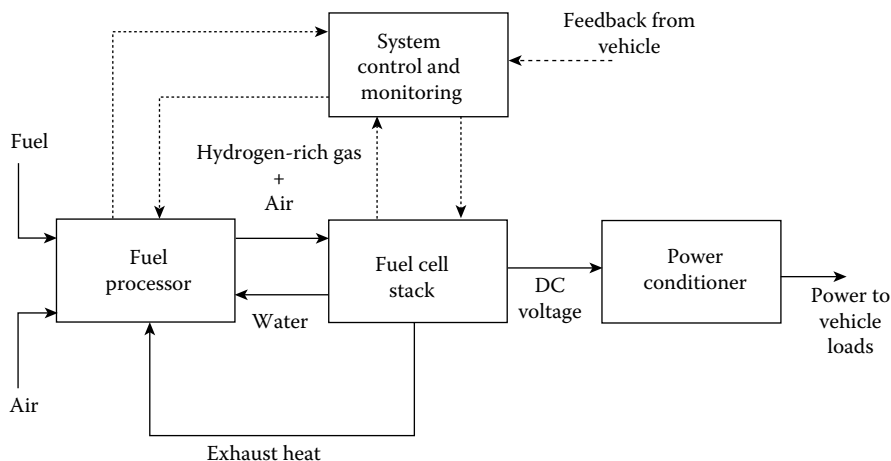 Feedback from
vehicle
System
control and
monitoring
Fuel
Hydrogen-rich gas
+
Air
Fuel
processor
Fuel cell
stack
Power
conditioner
DC
voltage
Power to
vehicle
loads
Water
Air
Exhaust heat